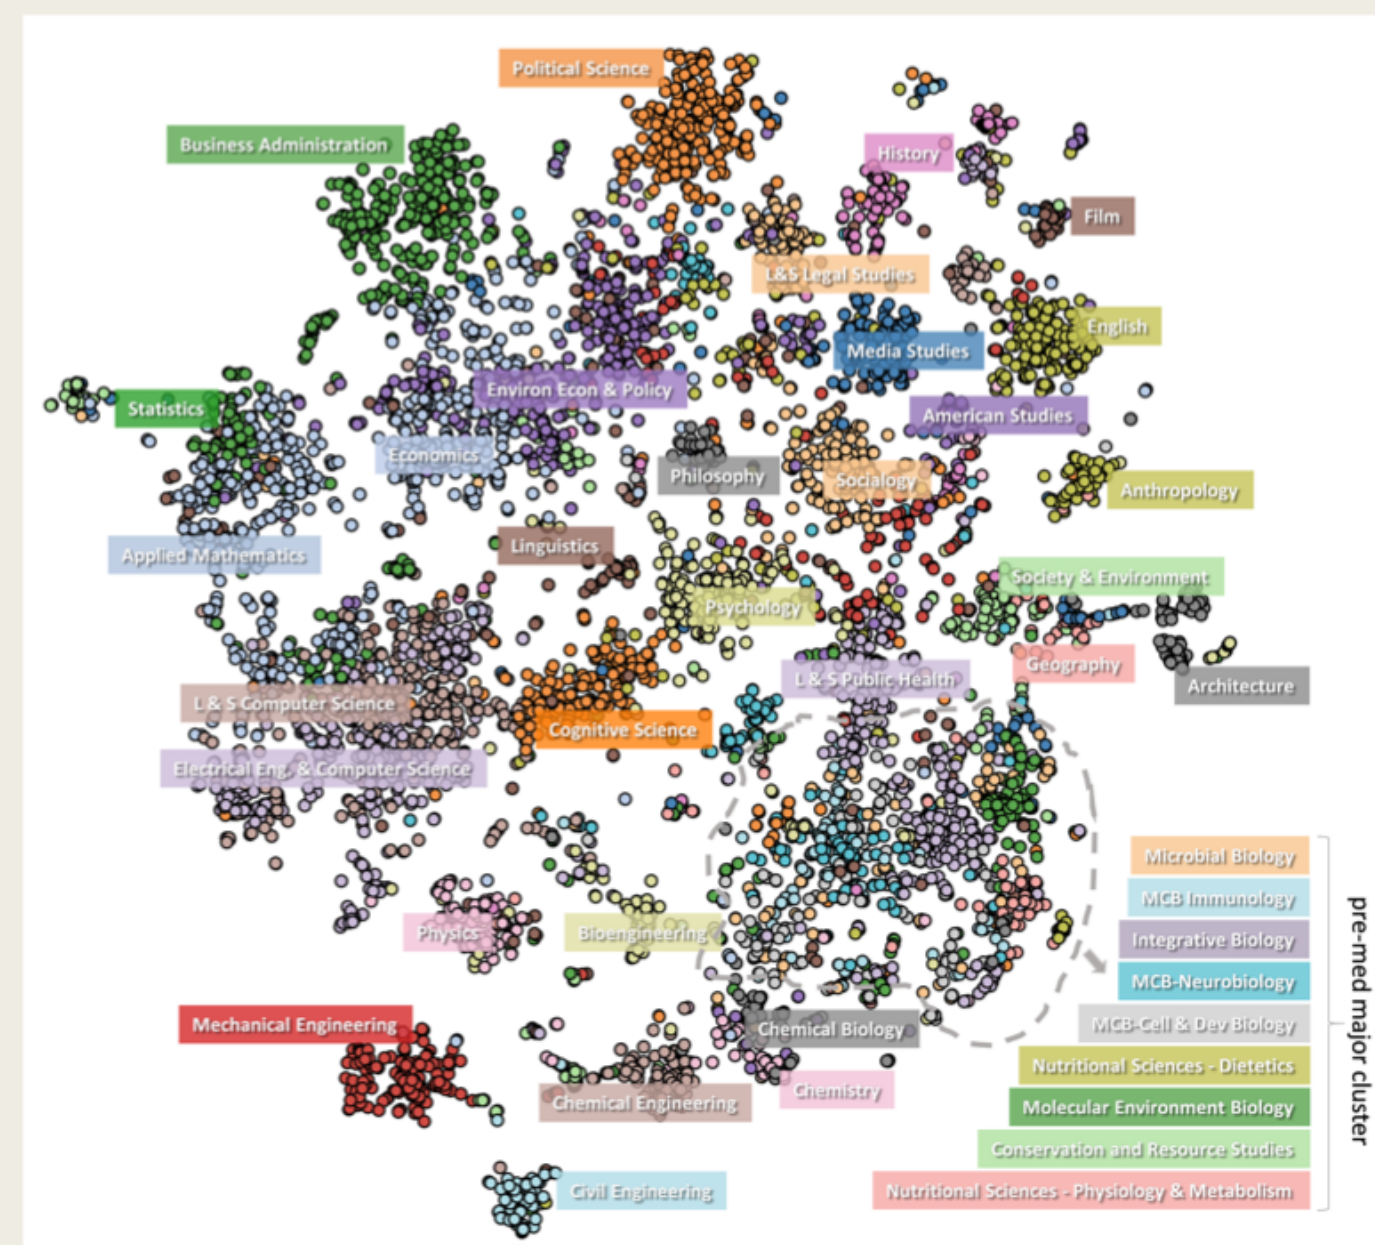 Political Science
Business Administration
History
Film
L&S Legal Studies
English
Media Studies
Environ Econ & Policy
Statistics
American Studies
Economics
Philosophy
Socialogy
Anthropology
Linguistics
Applied Mathematics
Society & Environment
Psychology
Geography
L & S Public Health
Architecture
L & S Computer Science
Cognitive Science
Electrical Eng. & Computer Science
Microbial Biology
MCB Immunology
Physics
Bioengineering
Integrative Biology
MCB-Neurobiology
Mechanical Engineering
Chemical Biology
MCB-Cell & Dev Biology
Nutritional Sciences - Dietetics
Chemistry
Chemical Engineering
Molecular Environment Biology
Conservation and Resource Studies
Civil Engineering
Nutritional Sciences - Physiology & Metabolism
pre-med major cluster